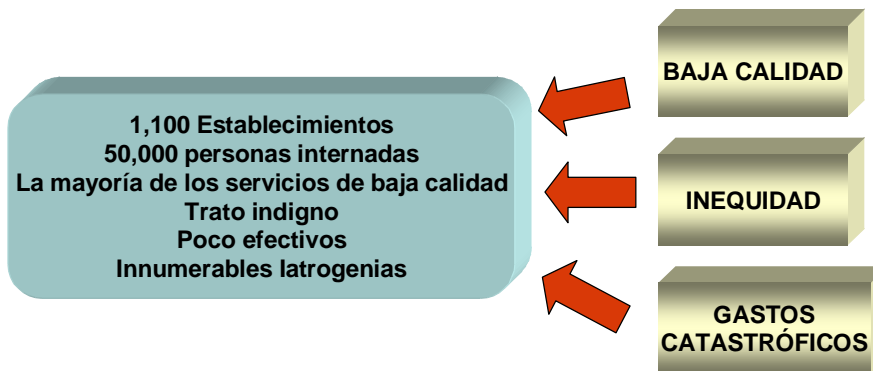 1,100 Establecimientos
50,000 personas internadas
La mayoría de los servicios de baja calidad
Trato indigno
Poco efectivos
Innumerables Iatrogenias
BAJA CALIDAD
INEQUIDAD
GASTOS
CATASTRÓFICOS